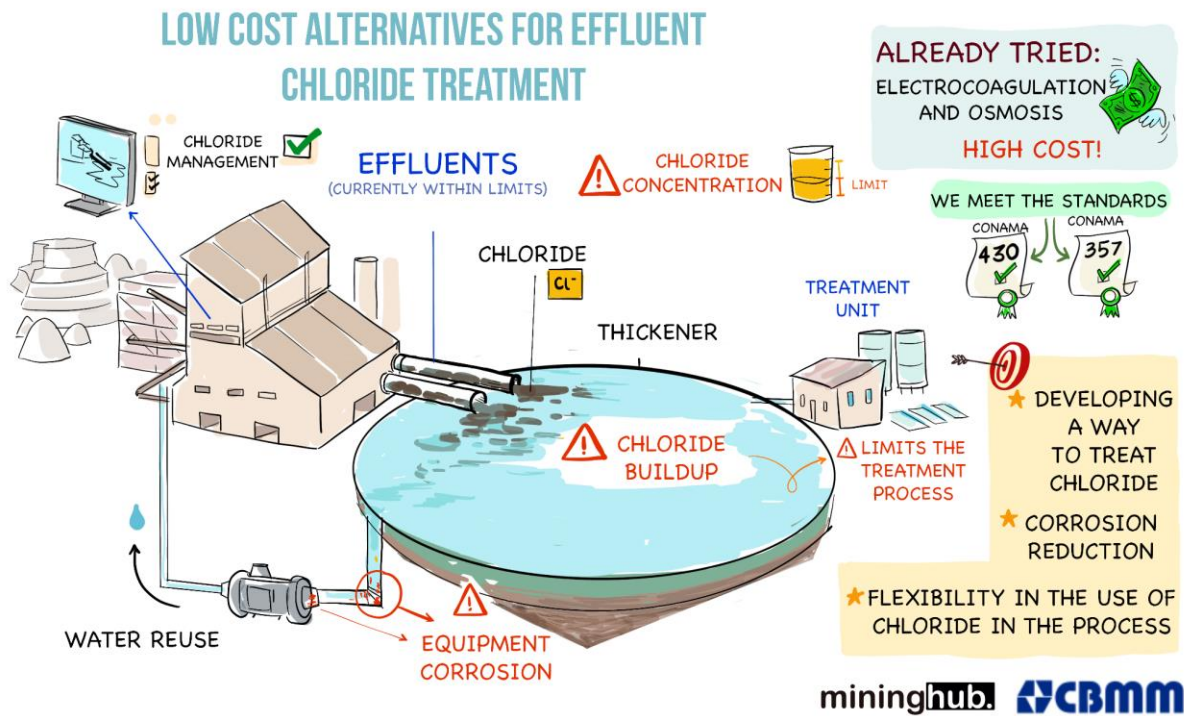 LOW COST ALTERNATIVES FOR EFFLUENT
CHLORIDE TREATMENT
ALREADY TRIED:
ELECTROCOAGULATION
AND OSMOSIS
HIGH COST!
CHLORIDE
MANAGEMENT
EFFLUENTS
(CURRENTLY WITHIN LIMITS)
CHLORIDE
CONCENTRATION
LIMIT
WE MEET THE STANDARDS
CONAMA
430
CONAMA
357
CHLORIDE
Cl-
THICKENER
TREATMENT
UNIT
CHLORIDE
BUILDUP
LIMITS THE
TREATMENT
PROCESS
DEVELOPING
A WAY
TO TREAT
CHLORIDE
CORROSION
REDUCTION
FLEXIBILITY IN THE USE OF
CHLORIDE IN THE PROCESS
WATER REUSE
EQUIPMENT
CORROSION
mininghub.
CBMM